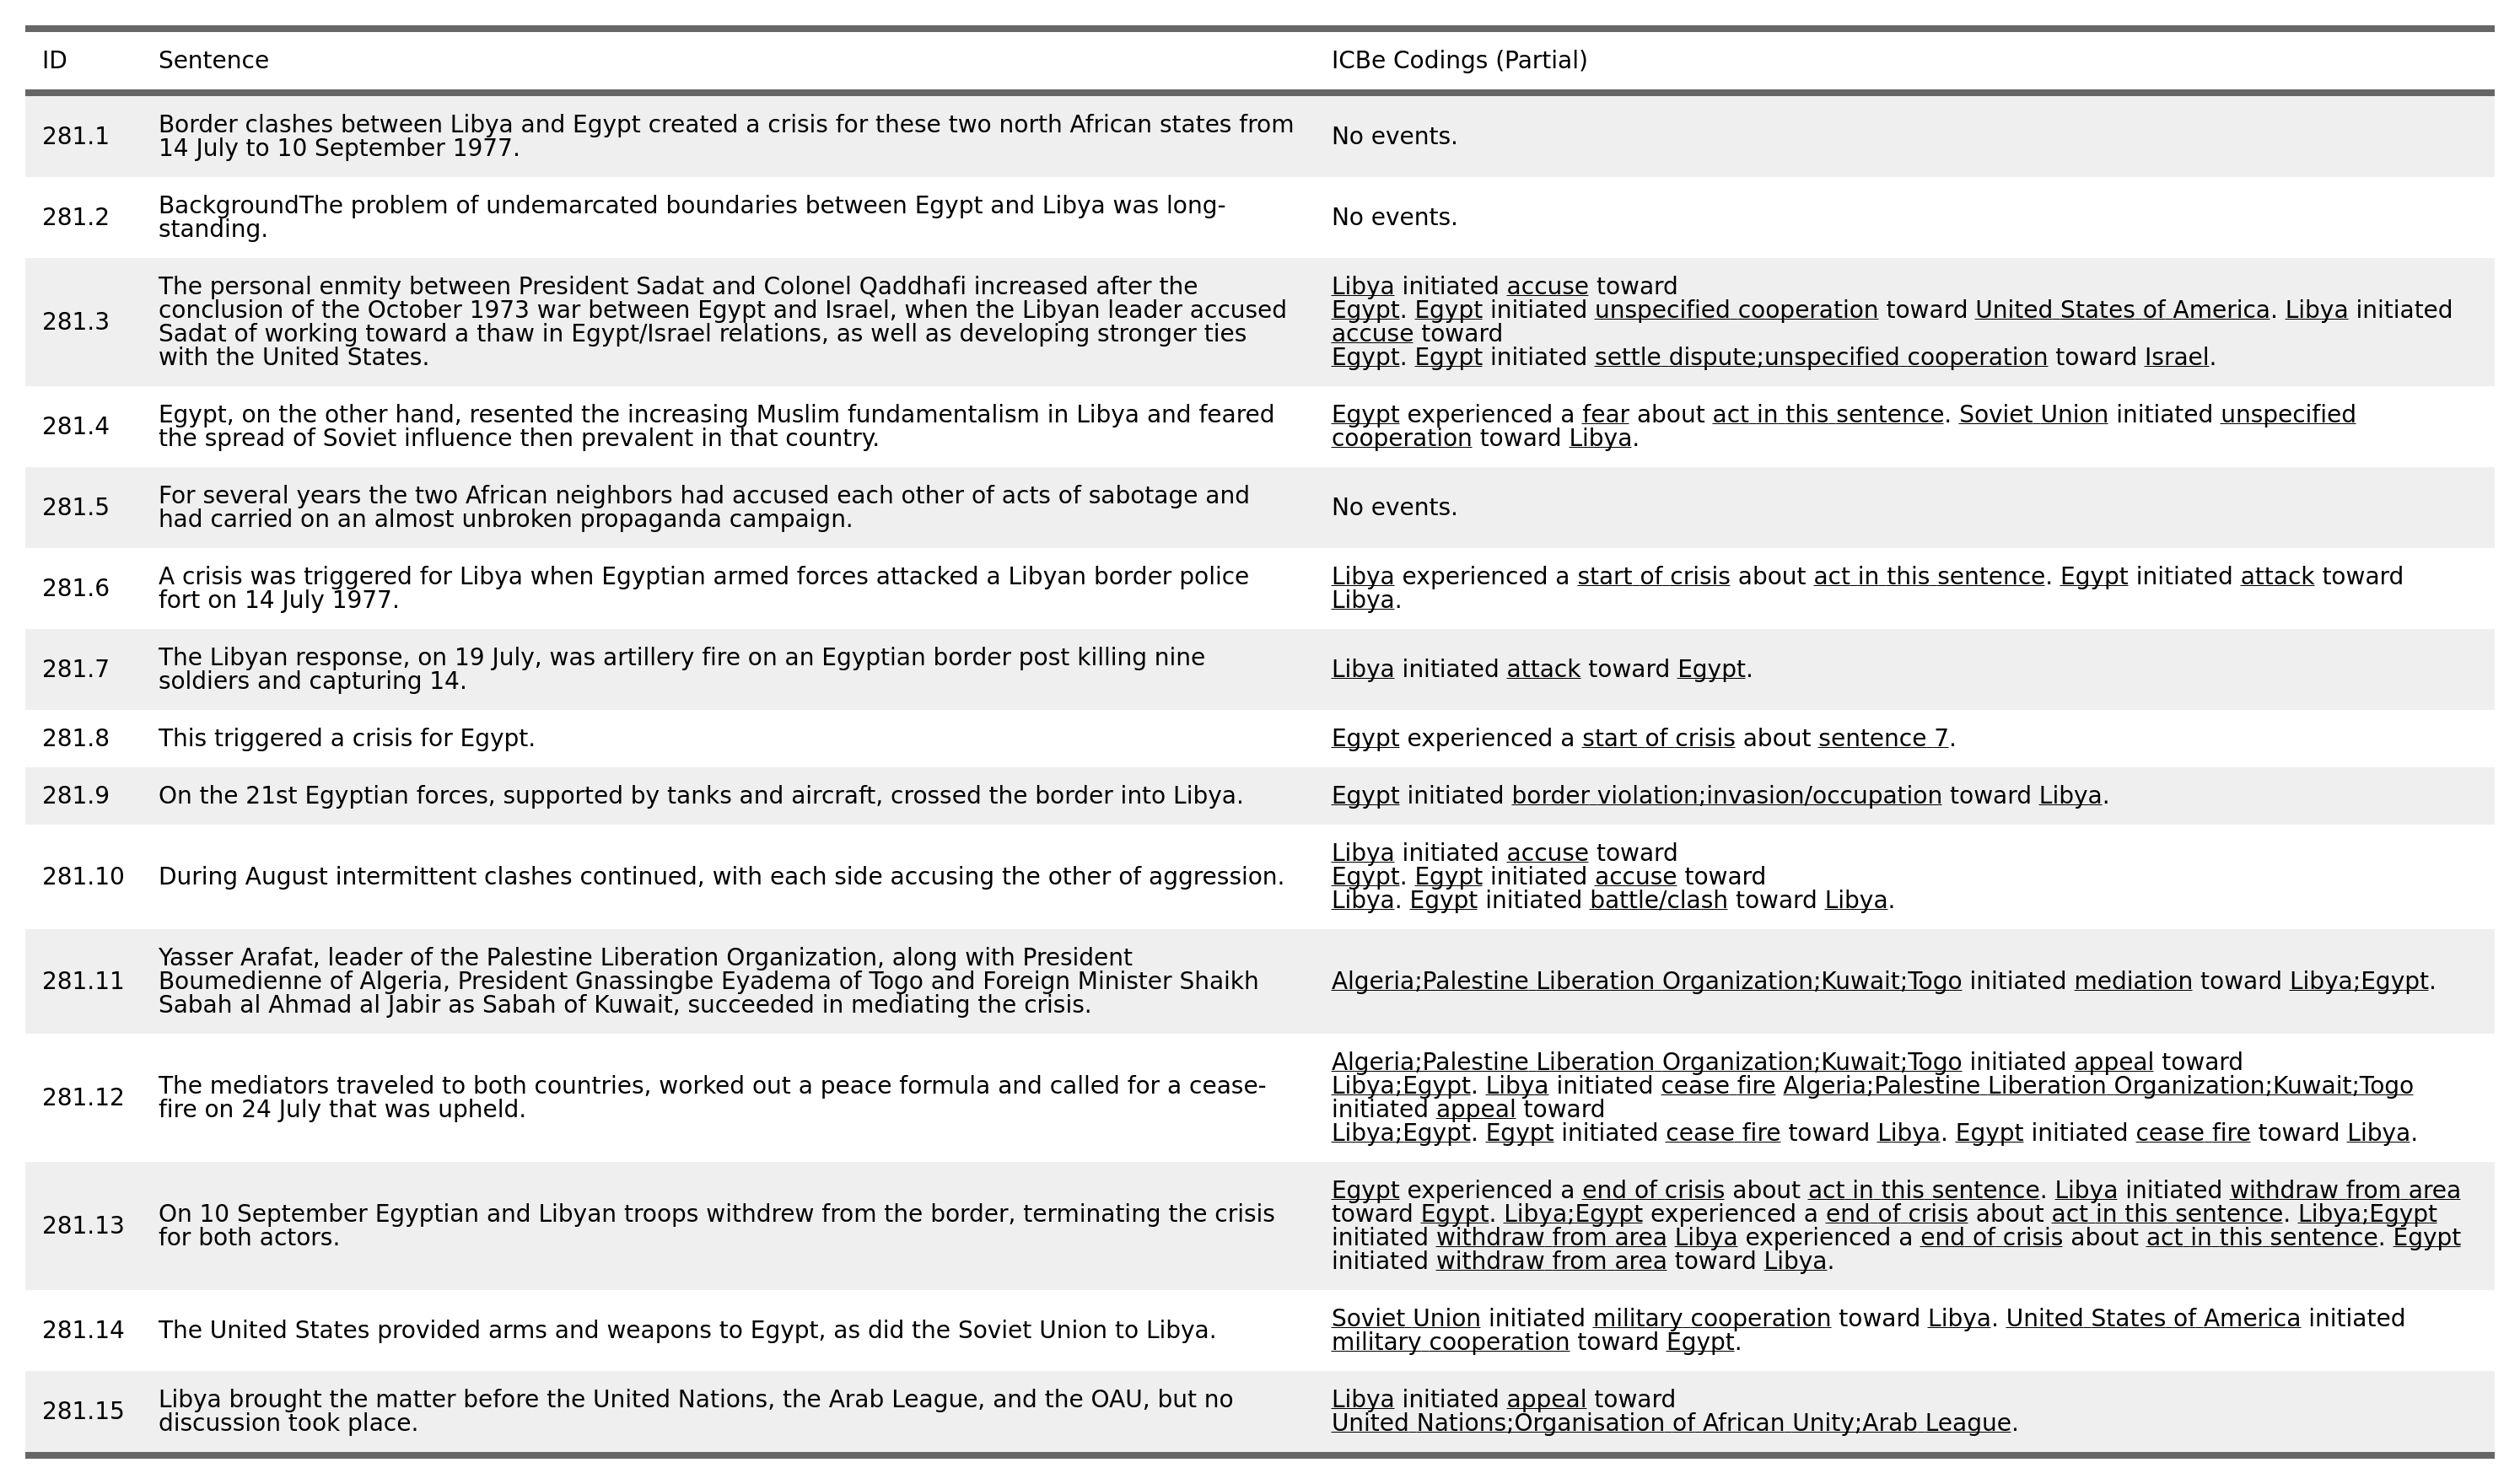 ID Sentence ICBe Codings (Partial)
281.1 Border clashes between Libya and Egypt created a crisis for these two north African states from
14 July to 10 September 1977.
No events.
281.2 BackgroundThe problem of undemarcated boundaries between Egypt and Libya was long-
standing.
No events.
281.3 The personal enmity between President Sadat and Colonel Qaddhafi increased after the
conclusion of the October 1973 war between Egypt and Israel, when the Libyan leader accused
Sadat of working toward a thaw in Egypt/Israel relations, as well as developing stronger ties
with the United States.
Libya initiated accuse toward
Egypt. Egypt initiated unspecified cooperation toward United States of America. Libya initiated
accuse toward
Egypt. Egypt initiated settle dispute;unspecified cooperation toward Israel.
281.4 Egypt, on the other hand, resented the increasing Muslim fundamentalism in Libya and feared
the spread of Soviet influence then prevalent in that country.
Egypt experienced a fear about act in this sentence. Soviet Union initiated unspecified
cooperation toward Libya.
281.5 For several years the two African neighbors had accused each other of acts of sabotage and
had carried on an almost unbroken propaganda campaign.
No events.
281.6 A crisis was triggered for Libya when Egyptian armed forces attacked a Libyan border police
fort on 14 July 1977.
Libya experienced a start of crisis about act in this sentence. Egypt initiated attack toward
Libya.
281.7 The Libyan response, on 19 July, was artillery fire on an Egyptian border post killing nine
soldiers and capturing 14.
Libya initiated attack toward Egypt.
281.8 This triggered a crisis for Egypt.
Egypt experienced a start of crisis about sentence 7.
281.9 On the 21st Egyptian forces, supported by tanks and aircraft, crossed the border into Libya.
Egypt initiated border violation;invasion/occupation toward Libya.
281.10 During August intermittent clashes continued, with each side accusing the other of aggression.
Libya initiated accuse toward
Egypt. Egypt initiated accuse toward
Libya. Egypt initiated battle/clash toward Libya.
281.11 Yasser Arafat, leader of the Palestine Liberation Organization, along with President
Boumedienne of Algeria, President Gnassingbe Eyadema of Togo and Foreign Minister Shaikh
Sabah al Ahmad al Jabir as Sabah of Kuwait, succeeded in mediating the crisis.
Algeria;Palestine Liberation Organization;Kuwait;Togo initiated mediation toward Libya;Egypt.
281.12 The mediators traveled to both countries, worked out a peace formula and called for a cease-
fire on 24 July that was upheld.
Algeria;Palestine Liberation Organization;Kuwait;Togo initiated appeal toward
Libya;Egypt. Libya initiated cease fire Algeria;Palestine Liberation Organization;Kuwait;Togo
initiated appeal toward
Libya;Egypt. Egypt initiated cease fire toward Libya. Egypt initiated cease fire toward Libya.
281.13 On 10 September Egyptian and Libyan troops withdrew from the border, terminating the crisis
for both actors.
Egypt experienced a end of crisis about act in this sentence. Libya initiated withdraw from area
toward Egypt. Libya;Egypt experienced a end of crisis about act in this sentence. Libya;Egypt
initiated withdraw from area Libya experienced a end of crisis about act in this sentence. Egypt
initiated withdraw from area toward Libya.
281.14 The United States provided arms and weapons to Egypt, as did the Soviet Union to Libya.
Soviet Union initiated military cooperation toward Libya. United States of America initiated
military cooperation toward Egypt.
281.15 Libya brought the matter before the United Nations, the Arab League, and the OAU, but no
discussion took place.
Libya initiated appeal toward
United Nations;Organisation of African Unity;Arab League.